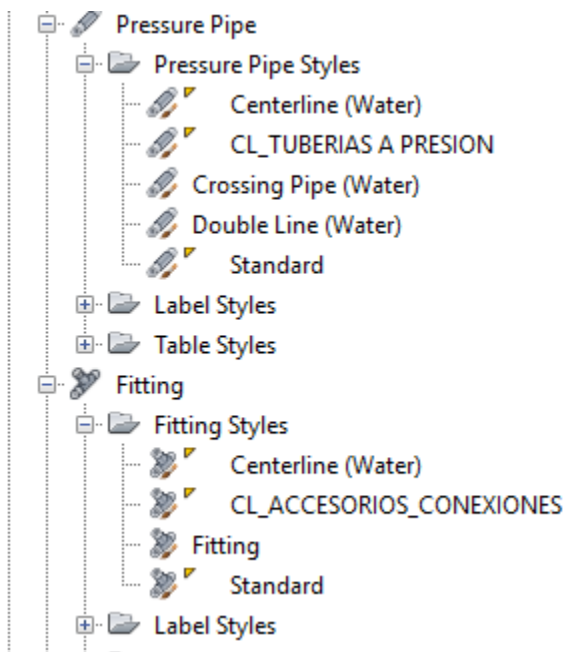 Pressure Pipe
Pressure Pipe Styles
Centerline (Water)
CL_TUBERIAS A PRESION
Crossing Pipe (Water)
Double Line (Water)
Standard
Label Styles
Table Styles
Fitting
Fitting Styles
Centerline (Water)
CL_ACCESORIOS_CONEXIONES
Fitting
Standard
Label Styles